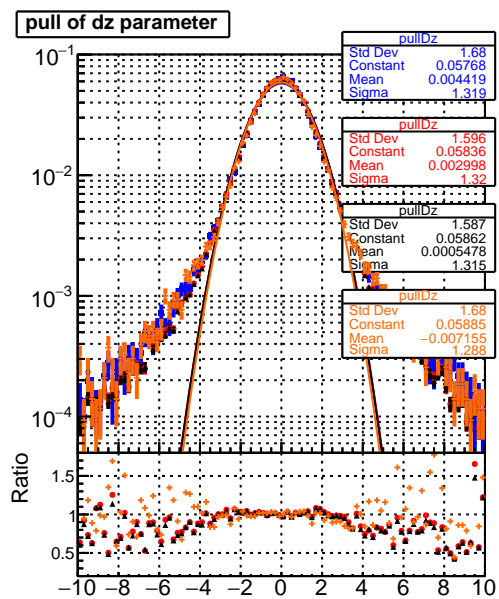 pull of dz parameter
pullDz
Std Dev 1.68
Constant 0.05768
Mean 0.004419
Sigma 1.319
pullDz
Std Dev 1.596
Constant 0.05836
Mean 0.002998
Sigma 1.32
pullDz
Std Dev 1.587
Constant 0.05862
Mean 0.0005478
Sigma 1.315
pullDz
Std Dev 1.68
Constant 0.05885
Mean −0.007155
Sigma 1.288
10−1
10−2
10−3
10−4
Ratio
1.5
1
0.5
−10 −8 −6 −4 −2 0 2 4 6 8 10